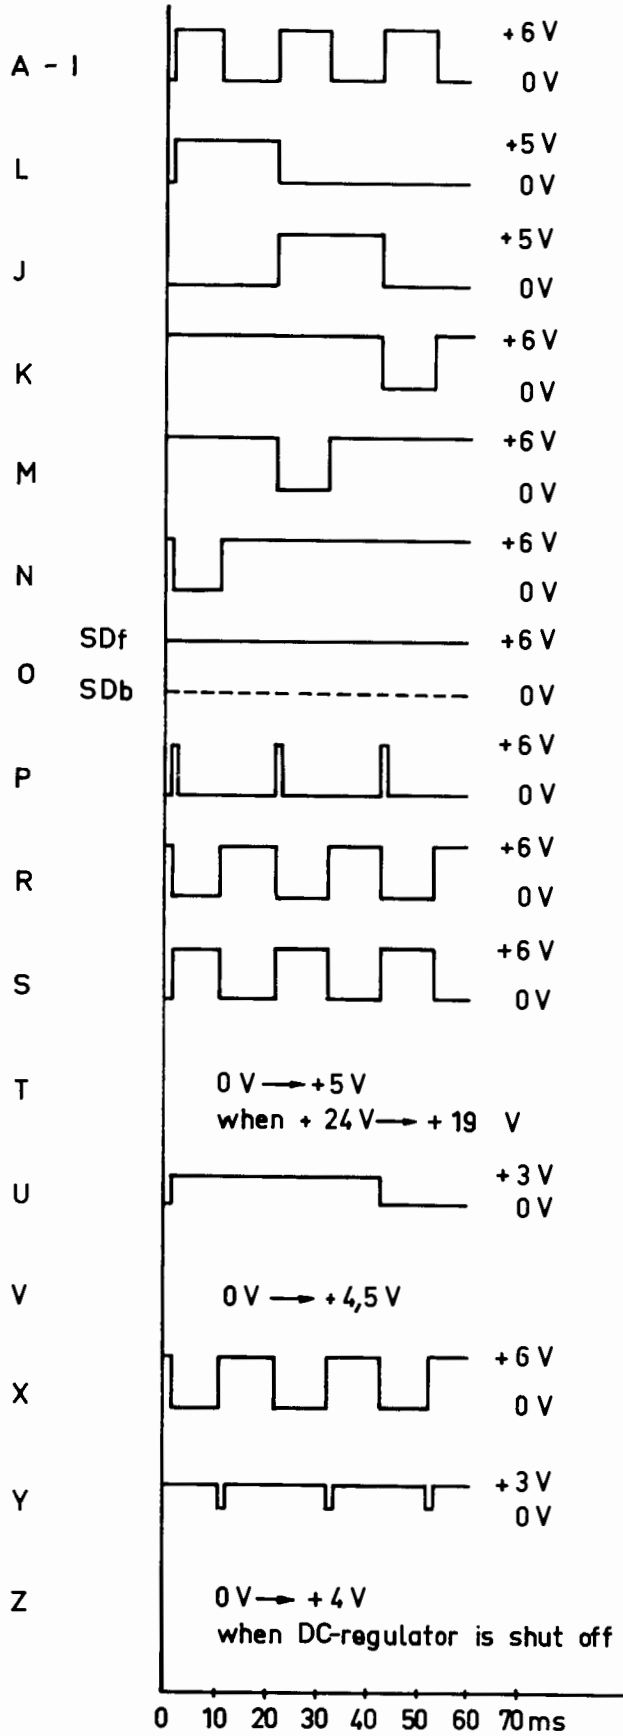 A - I
+6 V
0 V
L
+5 V
0 V
J
+5 V
0 V
K
+6 V
0 V
M
+6 V
0 V
N
+6 V
0 V
O
SDf
+6 V
SDb
0 V
P
+6 V
0 V
R
+6 V
0 V
S
+6 V
0 V
T
0 V → +5 V
when + 24 V → + 19 V
U
+3 V
0 V
V
0 V → + 4,5 V
X
+6 V
0 V
Y
+3 V
0 V
Z
0 V → + 4 V
when DC-regulator is shut off
0 10 20 30 40 50 60 70 ms